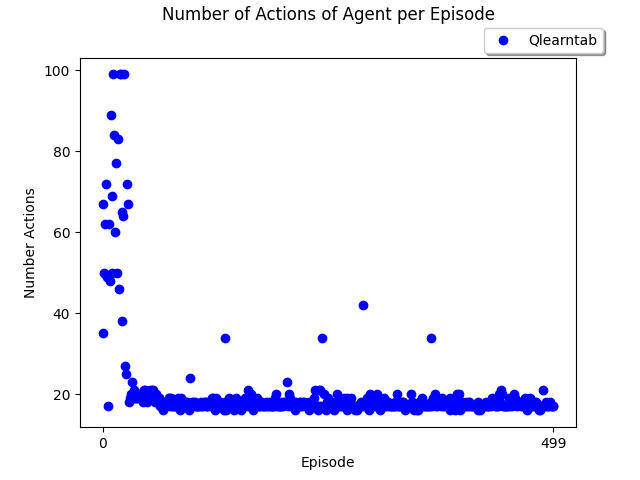 Number of Actions of Agent per Episode
Qlearntab
100
80
60
40
20
Number Actions
0
499
Episode